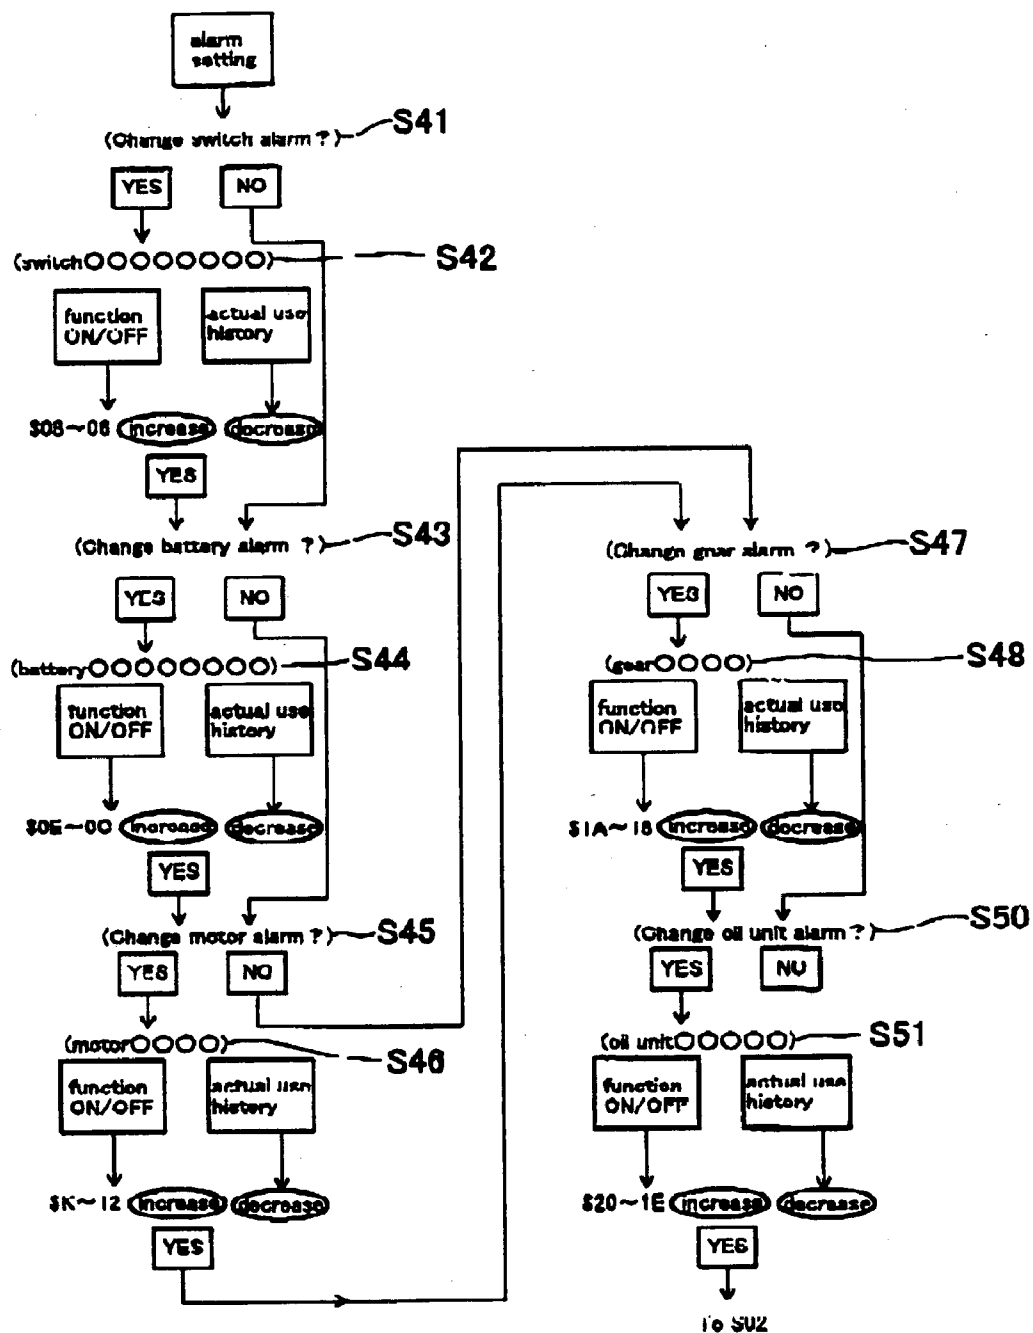 alarm
setting
(Change switch alarm ?)
S41
YES
NO
(switch○○○○○○○○)
S42
function
ON/OFF
actual use
history
increase
decrease
YES
(Change battery alarm ?)
S43
YES
NO
(battery○○○○○○○○)
S44
function
ON/OFF
actual use
history
increase
decrease
YES
(Change motor alarm ?)
S45
YES
NO
(motor○○○○)
S46
function
ON/OFF
actual use
history
$K~12
increase
decrease
YES
(Change gear alarm ?)
S47
YES
NO
(gear○○○○)
S48
function
ON/OFF
actual use
history
increase
decrease
YES
(Change oil unit alarm ?)
S50
YES
NO
(oil unit○○○○○)
S51
function
ON/OFF
actual use
history
$20~1E
increase
decrease
YES
To S02